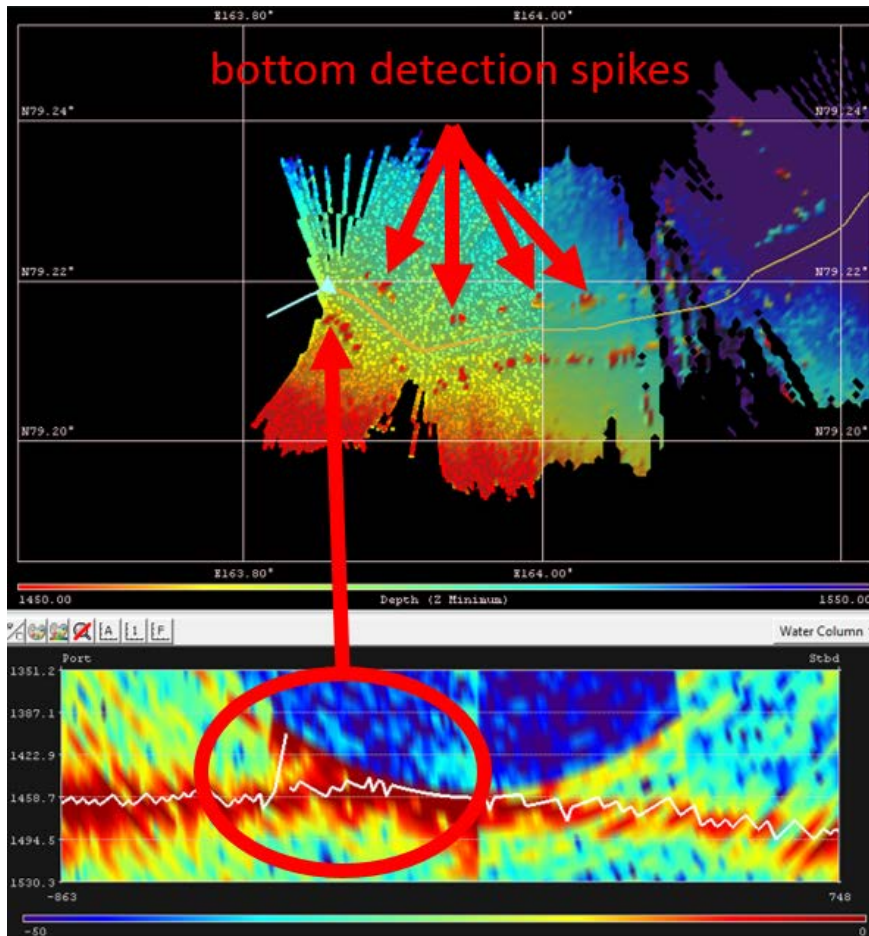 E163.80° E164.00°
bottom detection spikes
N79.24° N79.24°
N79.22° N79.22°
N79.20° N79.20°
E163.80° E164.00°
1450.00 Depth (Z Minimum) 1550.00
A 1 F Water Column
Port Stbd
1351.2
1387.1
1422.9
1458.7
1494.5
1530.3
-863 748
-50 0